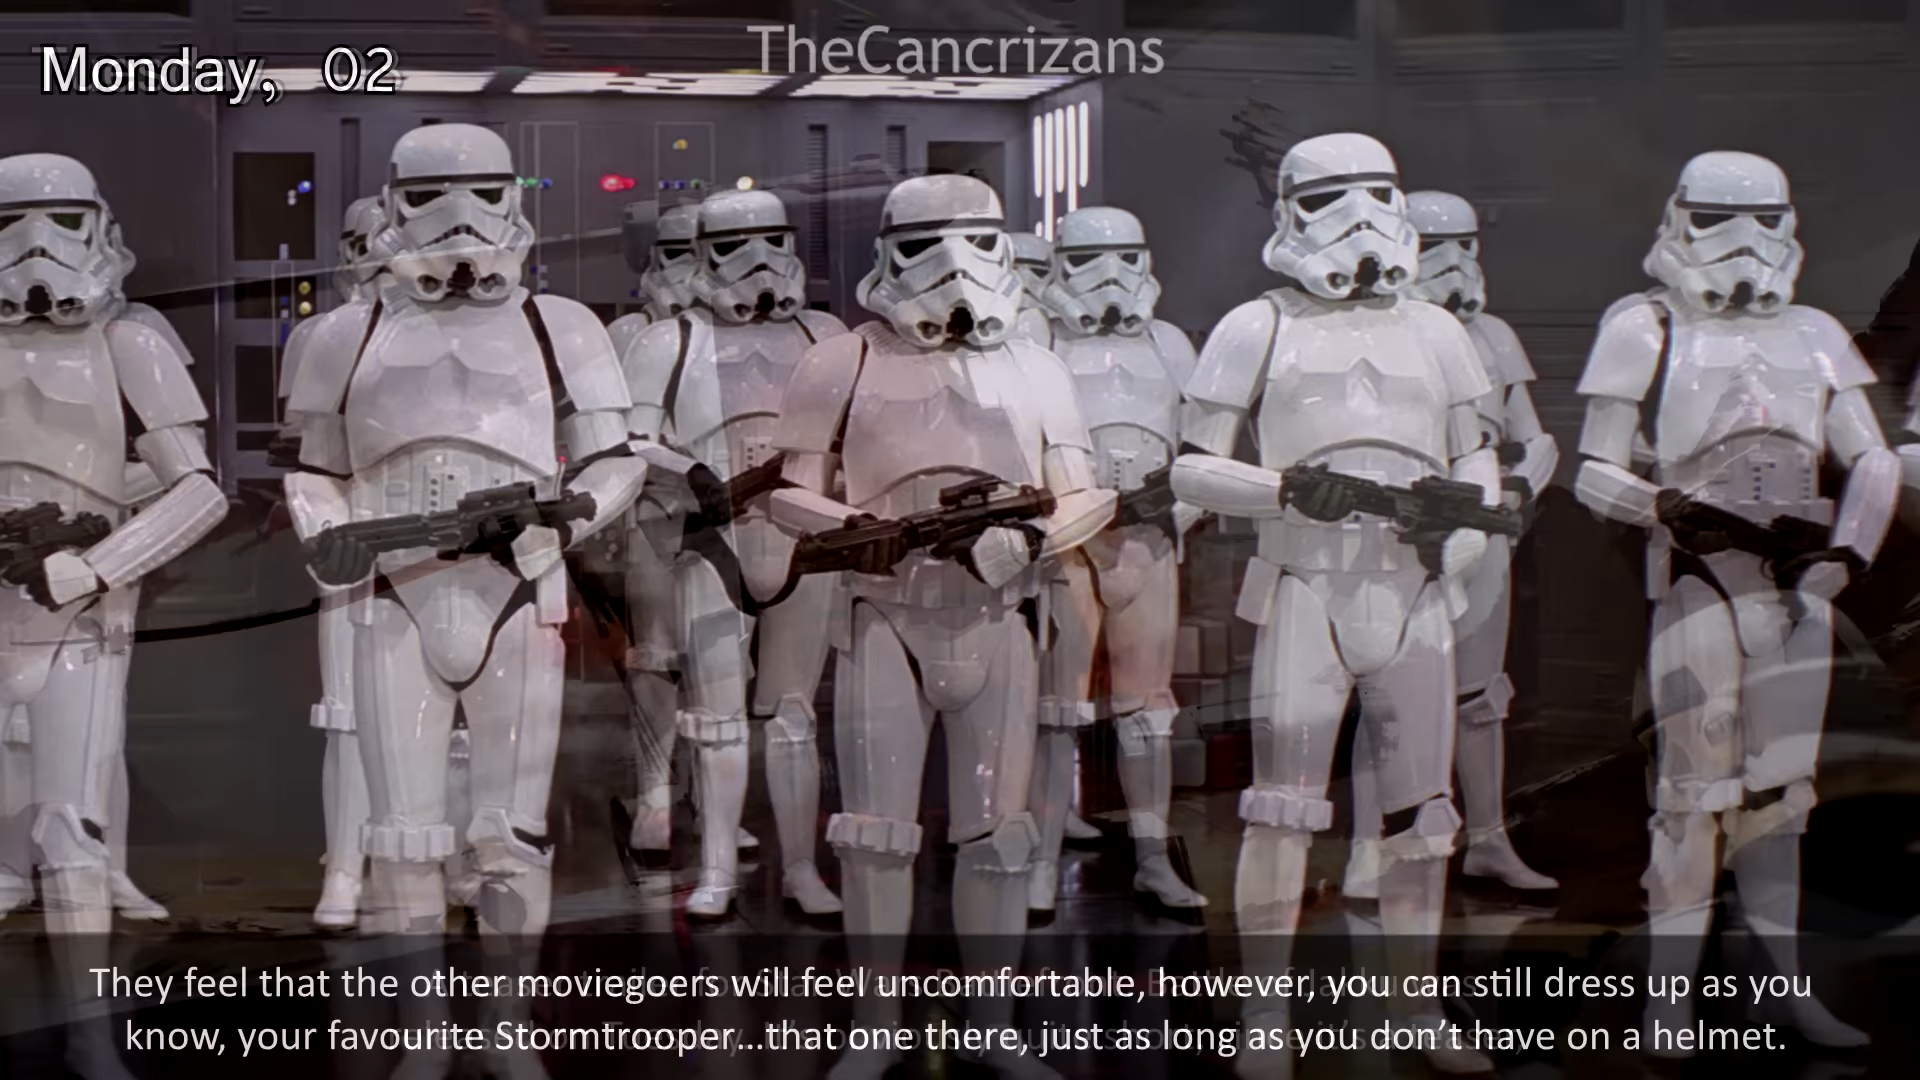 Monday, 02
TheCancrizans
They feel that the other moviegoers will feel uncomfortable, however, you can still dress up as you
know, your favourite Stormtrooper...that one there, just as long as you don’t have on a helmet.